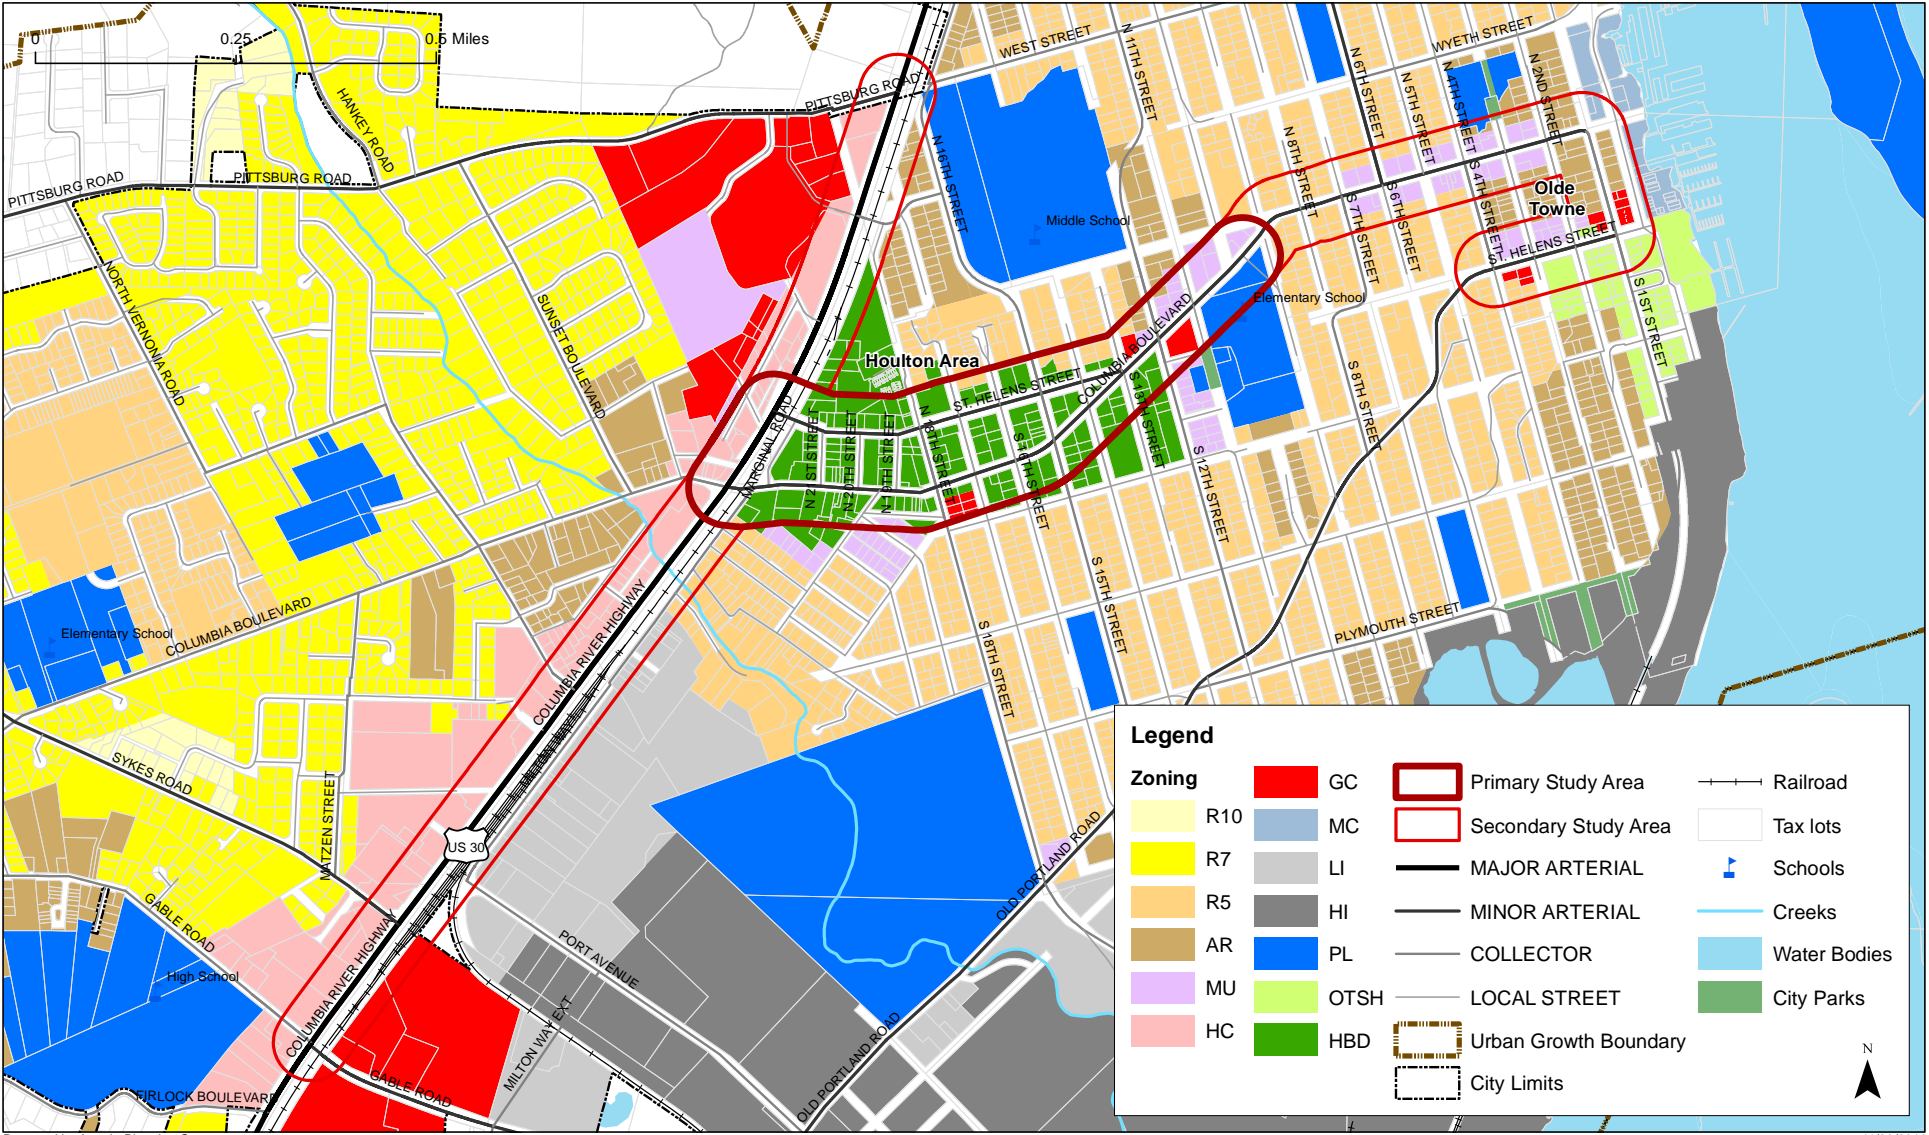 0 0.25 0.5 Miles
PITTSBURG ROAD
WEST STREET
N 11TH STREET
WYETH STREET
N 6TH STREET
N 5TH STREET
N 4TH STREET
N 2ND STREET
HANKEY ROAD
PITTSBURG ROAD
PITTSBURG ROAD
N 16TH STREET
N 8TH STREET
Middle School
S 7TH STREET
S 6TH STREET
S 4TH STREET
Olde
Towne
ST. HELENS STREET
NORTH VERNONIA ROAD
SUNSET BOULEVARD
Elementary School
S 1ST STREET
Houlton Area
ST. HELENS STREET
COLUMBIA BOULEVARD
MARGINAL ROAD
N 21ST STREET
N 20TH STREET
N 19TH STREET
N 18TH STREET
S 16TH STREET
S 13TH STREET
S 12TH STREET
S 8TH STREET
Elementary School
COLUMBIA BOULEVARD
COLUMBIA RIVER HIGHWAY
S 15TH STREET
S 18TH STREET
PLYMOUTH STREET
SYKES ROAD
MATZEN STREET
US 30
OLD PORTLAND ROAD
GABLE ROAD
High School
COLUMBIA RIVER HIGHWAY
PORT AVENUE
MILTON WAY EXT
OLD PORTLAND ROAD
GABLE ROAD
FIRLOCK BOULEVARD
Legend
Zoning
R10
R7
R5
AR
MU
HC
GC
MC
LI
HI
PL
OTSH
HBD
Primary Study Area
Secondary Study Area
MAJOR ARTERIAL
MINOR ARTERIAL
COLLECTOR
LOCAL STREET
Urban Growth Boundary
City Limits
Railroad
Tax lots
Schools
Creeks
Water Bodies
City Parks
N